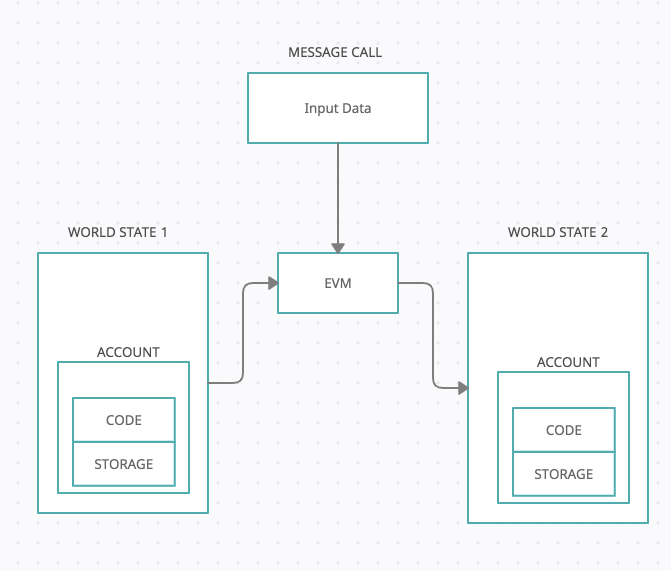 MESSAGE CALL
Input Data
WORLD STATE 1
WORLD STATE 2
EVM
ACCOUNT
CODE
STORAGE
ACCOUNT
CODE
STORAGE